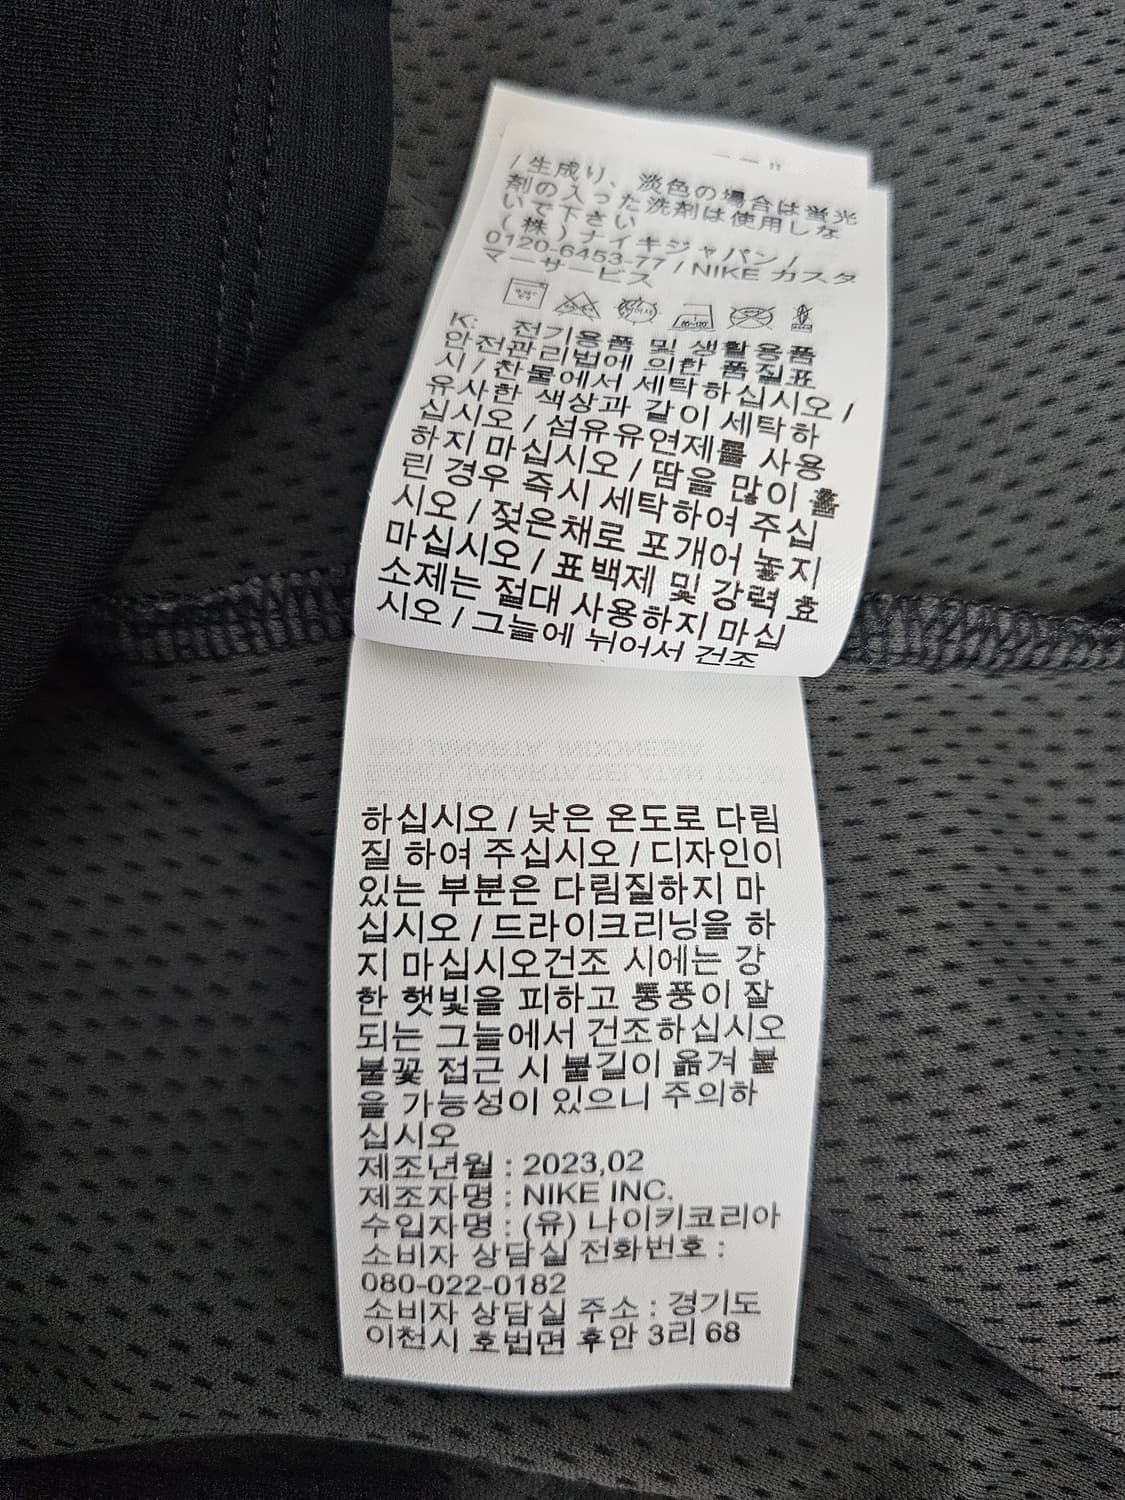 / 生成り、淡色の場合は蛍光
剤の入った洗剤は使用しな
いで下さい
(株)ナイキジャパン /
0120-6453-77 / NIKE カスタ
マーサービス
K: 전기용품 및 생활용품
안전관리법에 의한 품질표
시 / 찬물에서 세탁하십시오 /
유사한 색상과 같이 세탁하
십시오 / 섬유유연제를 사용
하지 마십시오 / 땀을 많이 흘
린 경우 즉시 세탁하여 주십
시오 / 젖은채로 포개어 놓지
마십시오 / 표백제 및 강력 효
소제는 절대 사용하지 마십
시오 / 그늘에 뉘어서 건조
하십시오 / 낮은 온도로 다림
질 하여 주십시오 / 디자인이
있는 부분은 다림질하지 마
십시오 / 드라이크리닝을 하
지 마십시오건조 시에는 강
한 햇빛을 피하고 통풍이 잘
되는 그늘에서 건조하십시오
불꽃 접근 시 불길이 옮겨 붙
을 가능성이 있으니 주의하
십시오
제조년월 : 2023,02
제조자명 : NIKE INC.
수입자명 : (유) 나이키코리아
소비자 상담실 전화번호 :
080-022-0182
소비자 상담실 주소 : 경기도
이천시 호법면 후안 3리 68